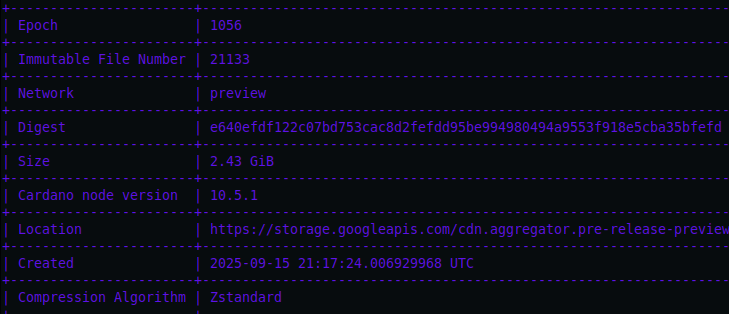 | Epoch | 1056
| Immutable File Number | 21133
| Network | preview
| Digest | e640efdf122c07bd753cac8d2fefdd95be994980494a9553f918e5cba35bfefd
| Size | 2.43 GiB
| Cardano node version | 10.5.1
| Location | https://storage.googleapis.com/cdn.aggregator.pre-release-preview
| Created | 2025-09-15 21:17:24.006929968 UTC
| Compression Algorithm | Zstandard